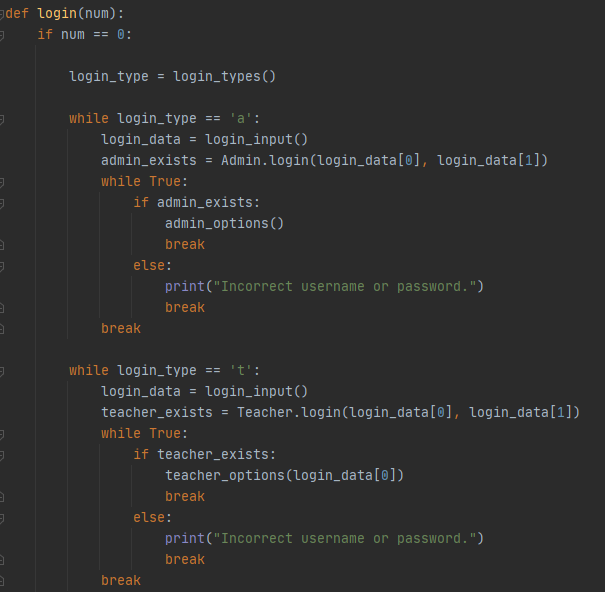 def login(num):
    if num == 0:

        login_type = login_types()

        while login_type == 'a':
            login_data = login_input()
            admin_exists = Admin.login(login_data[0], login_data[1])
            while True:
                if admin_exists:
                    admin_options()
                    break
                else:
                    print("Incorrect username or password.")
                    break
            break

        while login_type == 't':
            login_data = login_input()
            teacher_exists = Teacher.login(login_data[0], login_data[1])
            while True:
                if teacher_exists:
                    teacher_options(login_data[0])
                    break
                else:
                    print("Incorrect username or password.")
                    break
            break